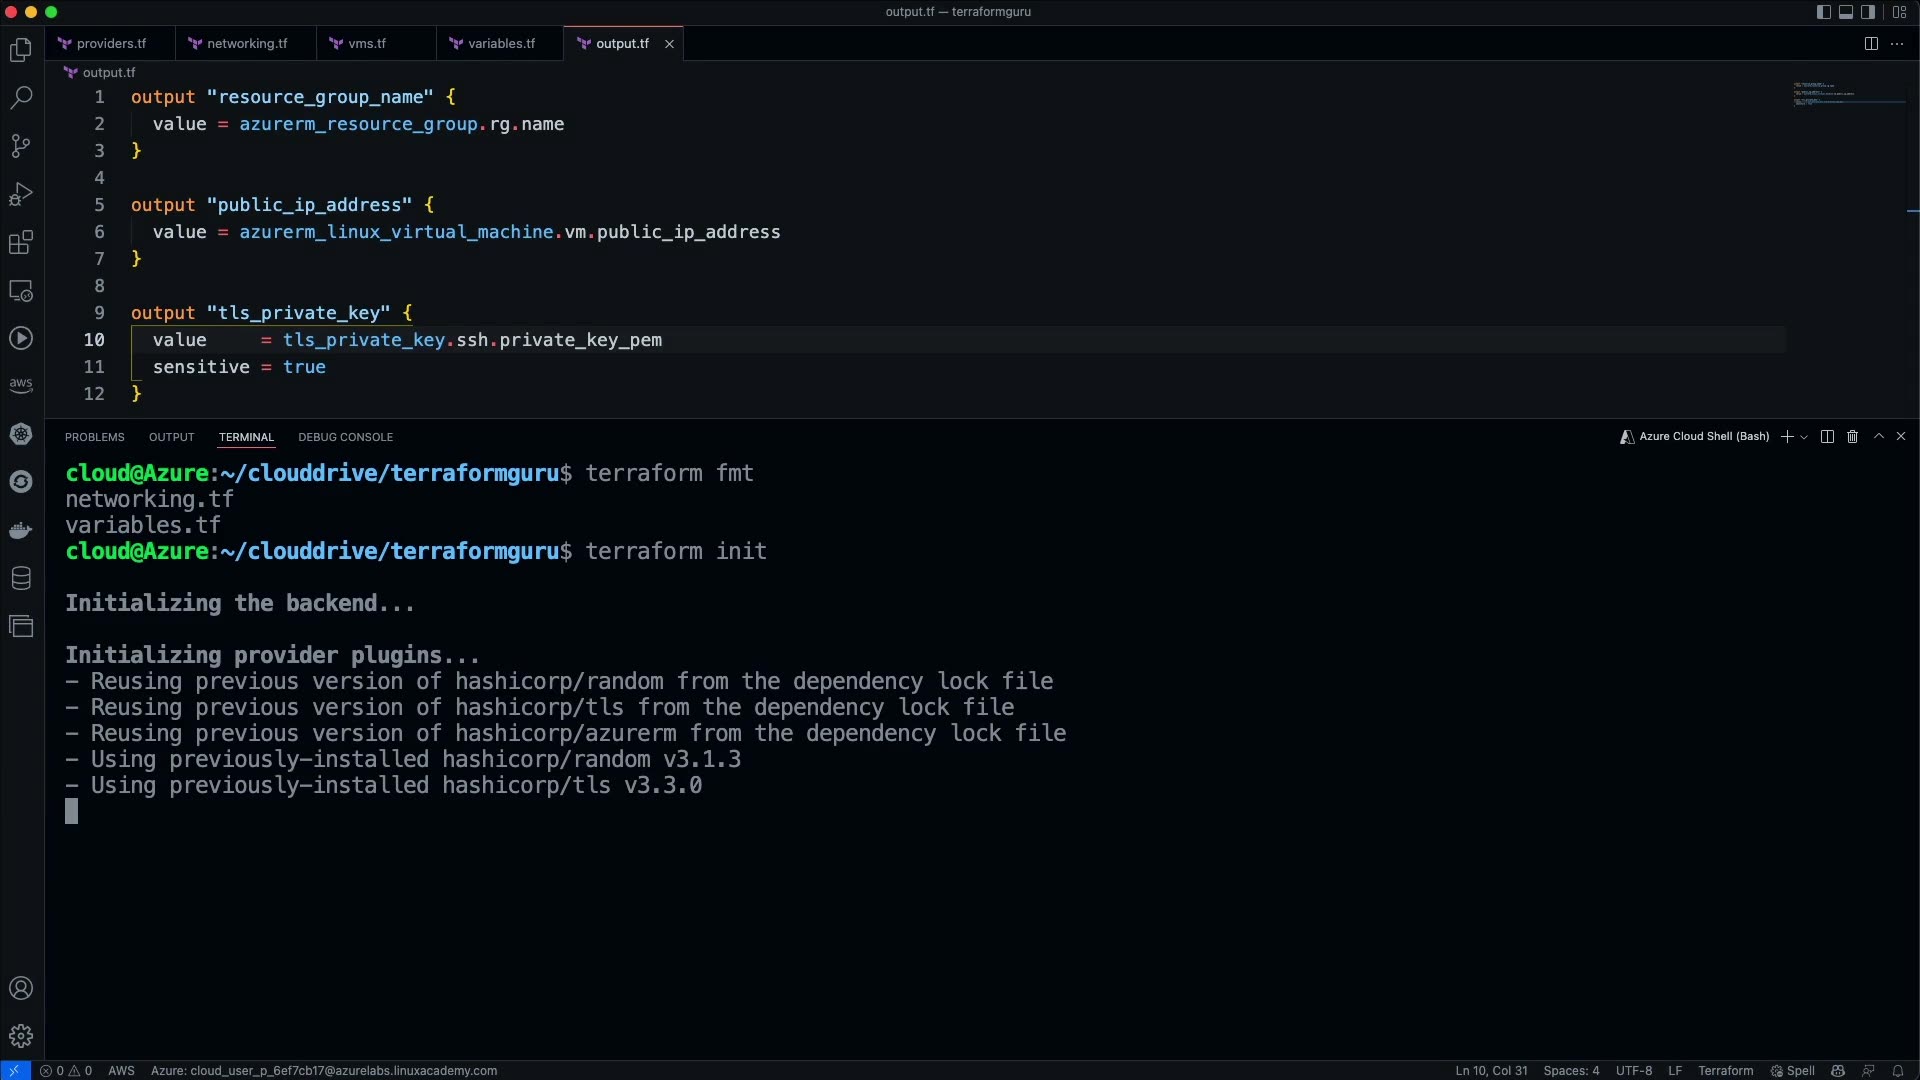 output.tf — terraformguru
providers.tf
networking.tf
vms.tf
variables.tf
output.tf
output.tf
1 output "resource_group_name" {
2 value = azurerm_resource_group.rg.name
3 }
4
5 output "public_ip_address" {
6 value = azurerm_linux_virtual_machine.vm.public_ip_address
7 }
8
9 output "tls_private_key" {
10 value = tls_private_key.ssh.private_key_pem
11 sensitive = true
12 }
aws
PROBLEMS OUTPUT TERMINAL DEBUG CONSOLE
Azure Cloud Shell (Bash)
cloud@Azure:~/clouddrive/terraformguru$ terraform fmt
networking.tf
variables.tf
cloud@Azure:~/clouddrive/terraformguru$ terraform init
Initializing the backend...
Initializing provider plugins...
- Reusing previous version of hashicorp/random from the dependency lock file
- Reusing previous version of hashicorp/tls from the dependency lock file
- Reusing previous version of hashicorp/azurerm from the dependency lock file
- Using previously-installed hashicorp/random v3.1.3
- Using previously-installed hashicorp/tls v3.3.0
0 0 AWS Azure: cloud_user_p_6ef7cb17@azurelabs.linuxacademy.com
Ln 10, Col 31 Spaces: 4 UTF-8 LF Terraform Spell